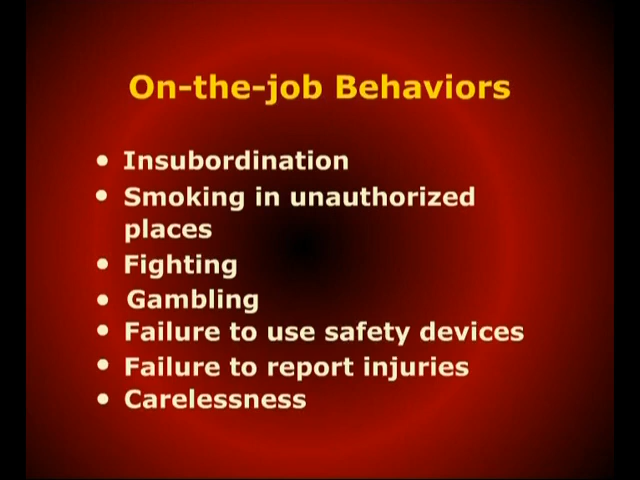 On-the-job Behaviors
• Insubordination
• Smoking in unauthorized
places
• Fighting
• Gambling
• Failure to use safety devices
• Failure to report injuries
• Carelessness